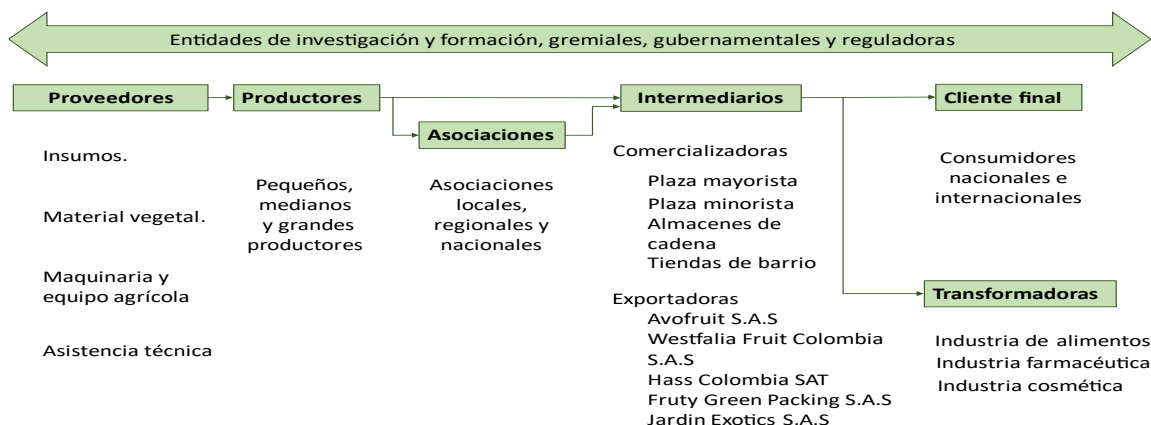 Entidades de investigación y formación, gremiales, gubernamentales y reguladoras
Proveedores
Insumos.
Material vegetal.
Maquinaria y
equipo agrícola
Asistencia técnica
Productores
Pequeños,
medianos
y grandes
productores
Asociaciones
Asociaciones
locales,
regionales y
nacionales
Intermediarios
Comercializadoras
Plaza mayorista
Plaza minorista
Almacenes de
cadena
Tiendas de barrio
Exportadoras
Avofruit S.A.S
Westfalia Fruit Colombia
S.A.S
Hass Colombia SAT
Fruty Green Packing S.A.S
Jardin Exotics S.A.S
Cliente final
Consumidores
nacionales e
internacionales
Transformadoras
Industria de alimentos
Industria farmacéutica
Industria cosmética